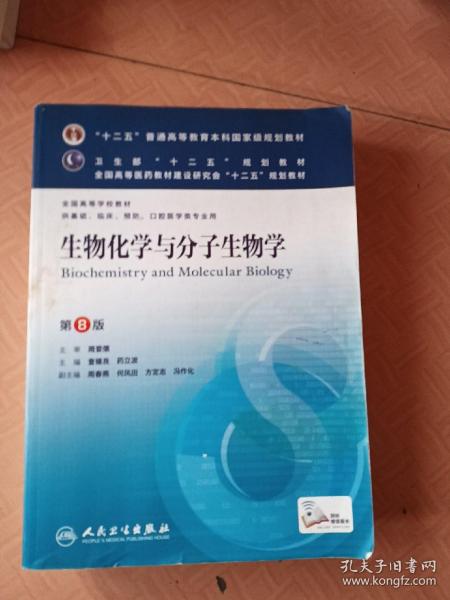 “十二五”普通高等教育本科国家级规划教材
卫生部“十二五”规划教材
全国高等医药教材建设研究会“十二五”规划教材
全国高等学校教材
供基础、临床、预防、口腔医学类专业用
生物化学与分子生物学
Biochemistry and Molecular Biology
第8版
主审 周爱儒
主编 查锡良 药立波
副主编 周春燕 何凤田 方定志 冯作化
人民卫生出版社
PEOPLE'S MEDICAL PUBLISHING HOUSE
PMPH
网络增值服务
孔夫子旧书网
www.kongfz.com